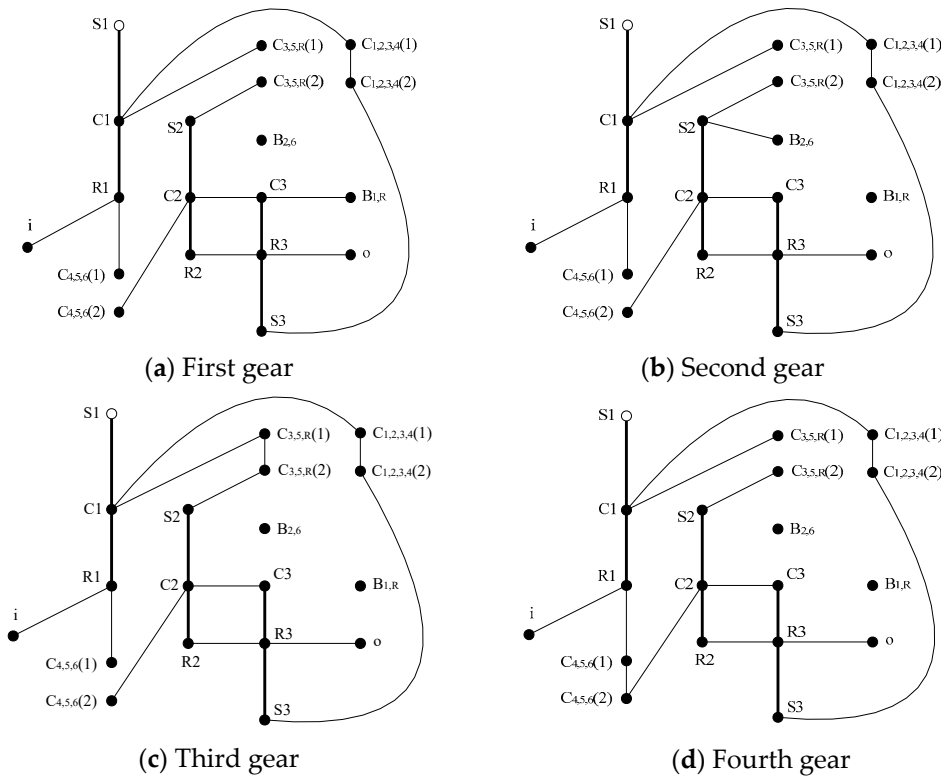 S1
C3,5,R(1)
C1,2,3,4(1)
C3,5,R(2)
C1,2,3,4(2)
C1
S2
B2,6
R1
C2
C3
B1,R
i
R2
R3
o
C4,5,6(1)
C4,5,6(2)
S3
(a) First gear
S1
C3,5,R(1)
C1,2,3,4(1)
C3,5,R(2)
C1,2,3,4(2)
C1
S2
B2,6
R1
C2
C3
B1,R
i
R2
R3
o
C4,5,6(1)
C4,5,6(2)
S3
(b) Second gear
S1
C3,5,R(1)
C1,2,3,4(1)
C3,5,R(2)
C1,2,3,4(2)
C1
S2
B2,6
R1
C2
C3
B1,R
i
R2
R3
o
C4,5,6(1)
C4,5,6(2)
S3
(c) Third gear
S1
C3,5,R(1)
C1,2,3,4(1)
C3,5,R(2)
C1,2,3,4(2)
C1
S2
B2,6
R1
C2
C3
B1,R
i
R2
R3
o
C4,5,6(1)
C4,5,6(2)
S3
(d) Fourth gear